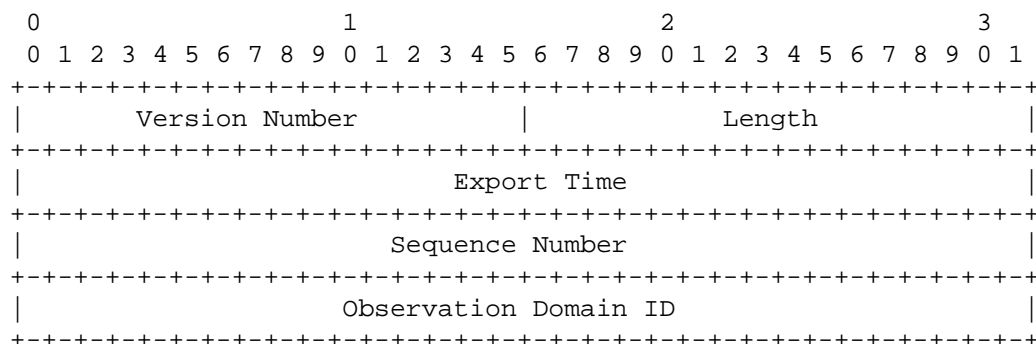 0                   1                   2                   3
 0 1 2 3 4 5 6 7 8 9 0 1 2 3 4 5 6 7 8 9 0 1 2 3 4 5 6 7 8 9 0 1
+-+-+-+-+-+-+-+-+-+-+-+-+-+-+-+-+-+-+-+-+-+-+-+-+-+-+-+-+-+-+-+-+
|       Version Number          |            Length             |
+-+-+-+-+-+-+-+-+-+-+-+-+-+-+-+-+-+-+-+-+-+-+-+-+-+-+-+-+-+-+-+-+
|                           Export Time                         |
+-+-+-+-+-+-+-+-+-+-+-+-+-+-+-+-+-+-+-+-+-+-+-+-+-+-+-+-+-+-+-+-+
|                       Sequence Number                         |
+-+-+-+-+-+-+-+-+-+-+-+-+-+-+-+-+-+-+-+-+-+-+-+-+-+-+-+-+-+-+-+-+
|                    Observation Domain ID                      |
+-+-+-+-+-+-+-+-+-+-+-+-+-+-+-+-+-+-+-+-+-+-+-+-+-+-+-+-+-+-+-+-+